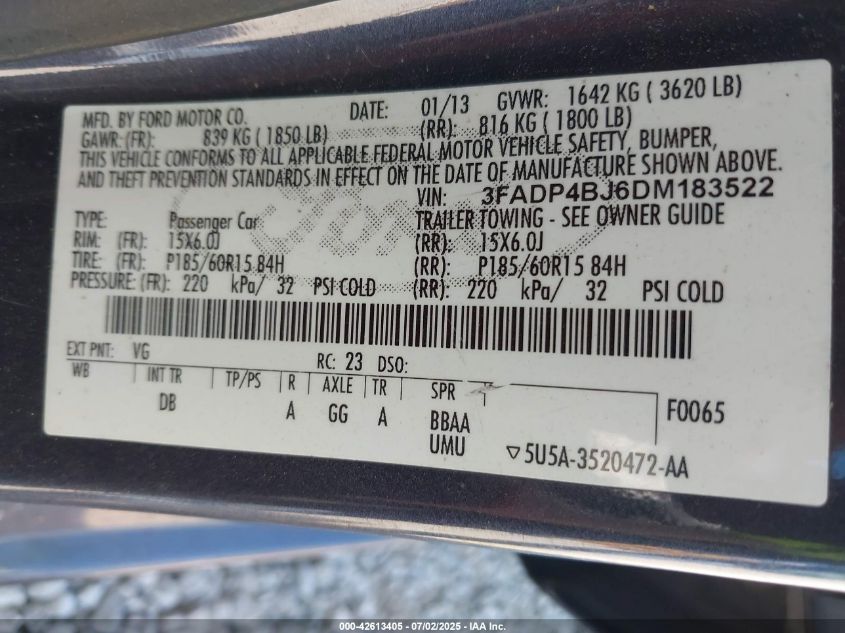 MFD. BY FORD MOTOR CO. DATE: 01/13 GVWR: 1642 KG ( 3620 LB)
GAWR: (FR): 839 KG ( 1850 LB) (RR): 816 KG ( 1800 LB)
THIS VEHICLE CONFORMS TO ALL APPLICABLE FEDERAL MOTOR VEHICLE SAFETY, BUMPER,
AND THEFT PREVENTION STANDARDS IN EFFECT ON THE DATE OF MANUFACTURE SHOWN ABOVE.
VIN: 3FADP4BJ6DM183522
TYPE: Passenger Car TRAILER TOWING - SEE OWNER GUIDE
RIM: (FR): 15X6.0J (RR): 15X6.0J
TIRE: (FR): P185/60R15 84H (RR): P185/60R15 84H
PRESSURE: (FR): 220 kPa/ 32 PSI COLD (RR): 220 kPa/ 32 PSI COLD
EXT PNT: VG RC: 23 DSO:
WB INT TR TP/PS R AXLE TR SPR
DB A GG A BBAA F0065
UMU
▽5U5A-3520472-AA
000-42613405 - 07/02/2025 - IAA Inc.